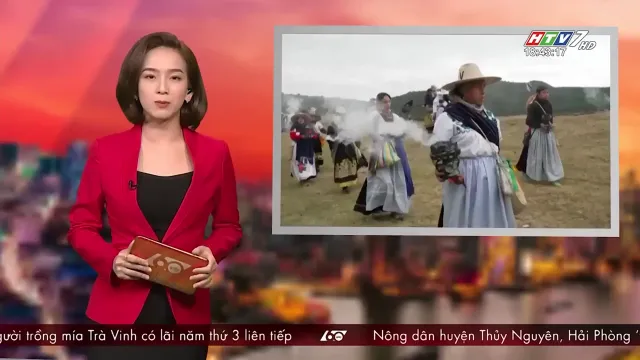 HTV7 HD
18:43:17
gười trồng mía Trà Vinh có lãi năm thứ 3 liên tiếp
Nông dân huyện Thủy Nguyên, Hải Phòng